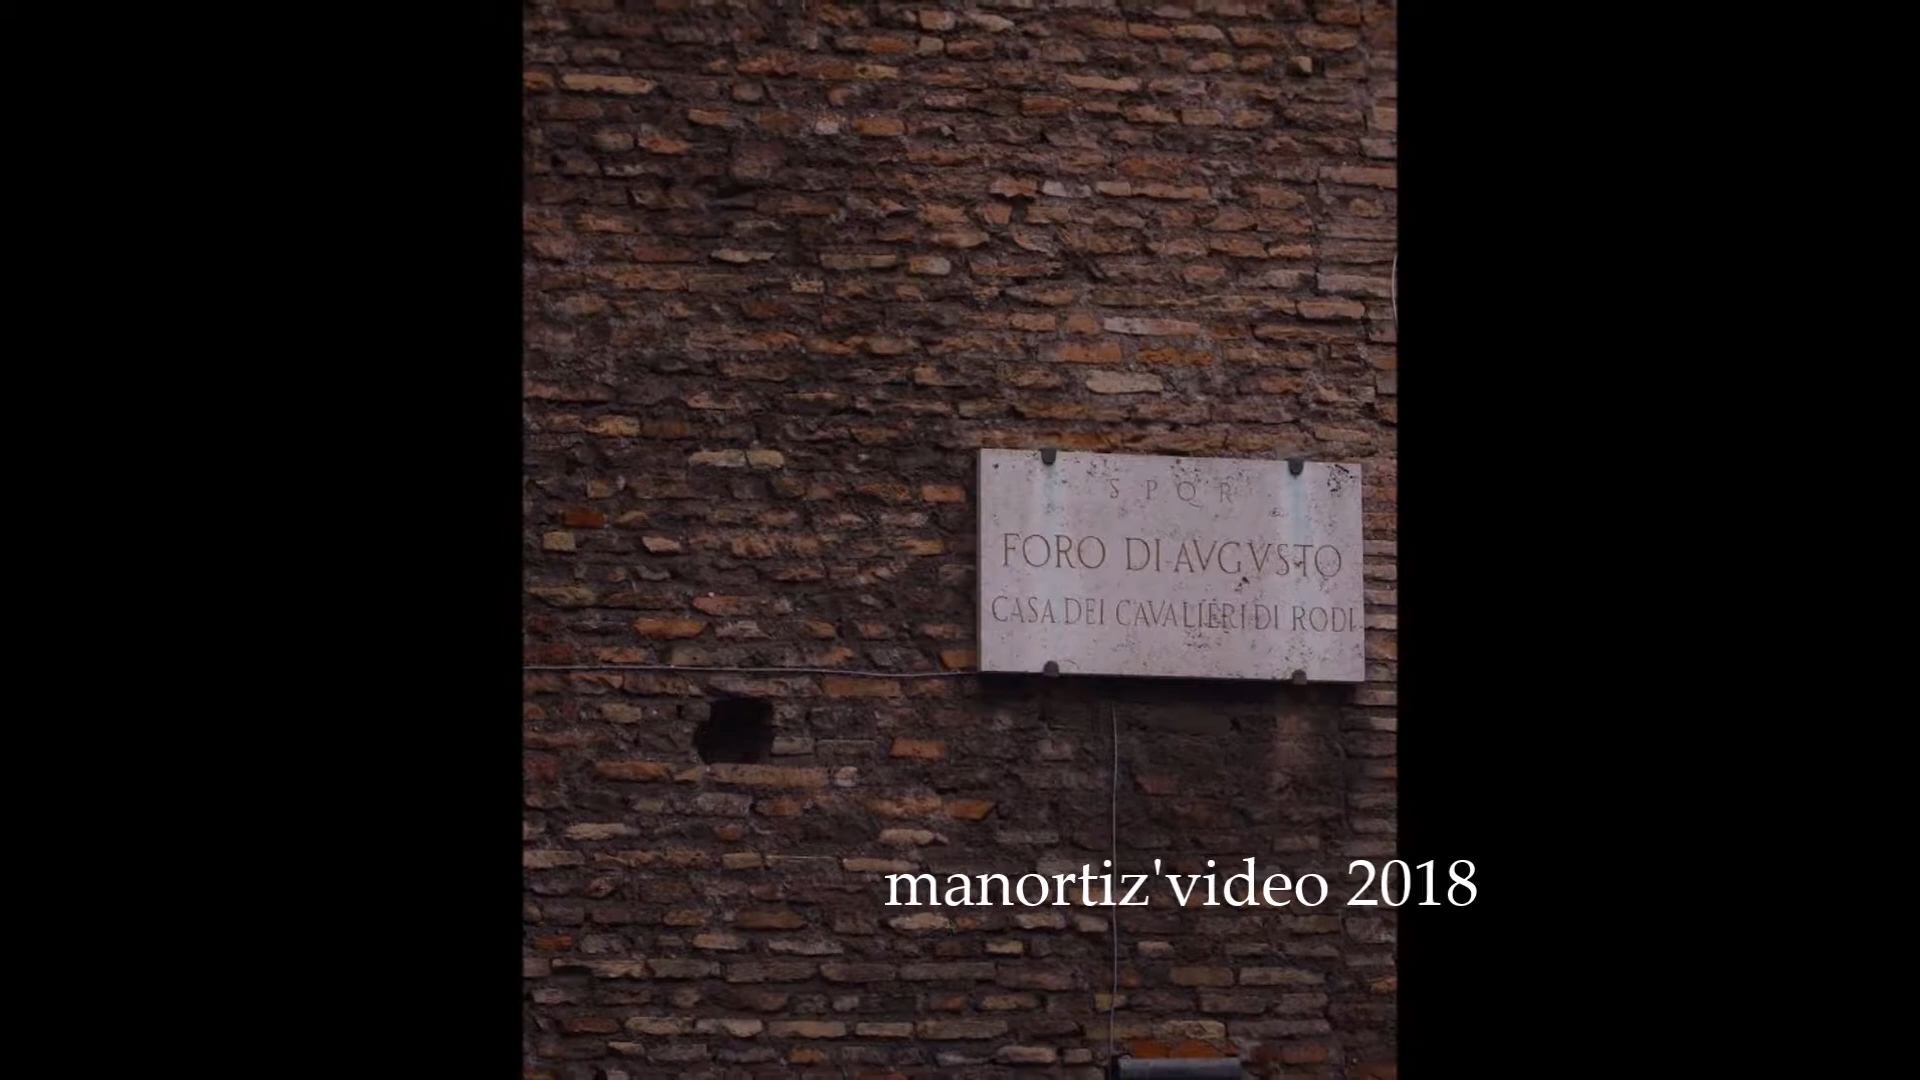 S P Q R
FORO DI AVGVSTO
CASA DEI CAVALIERI DI RODI
manortiz'video 2018